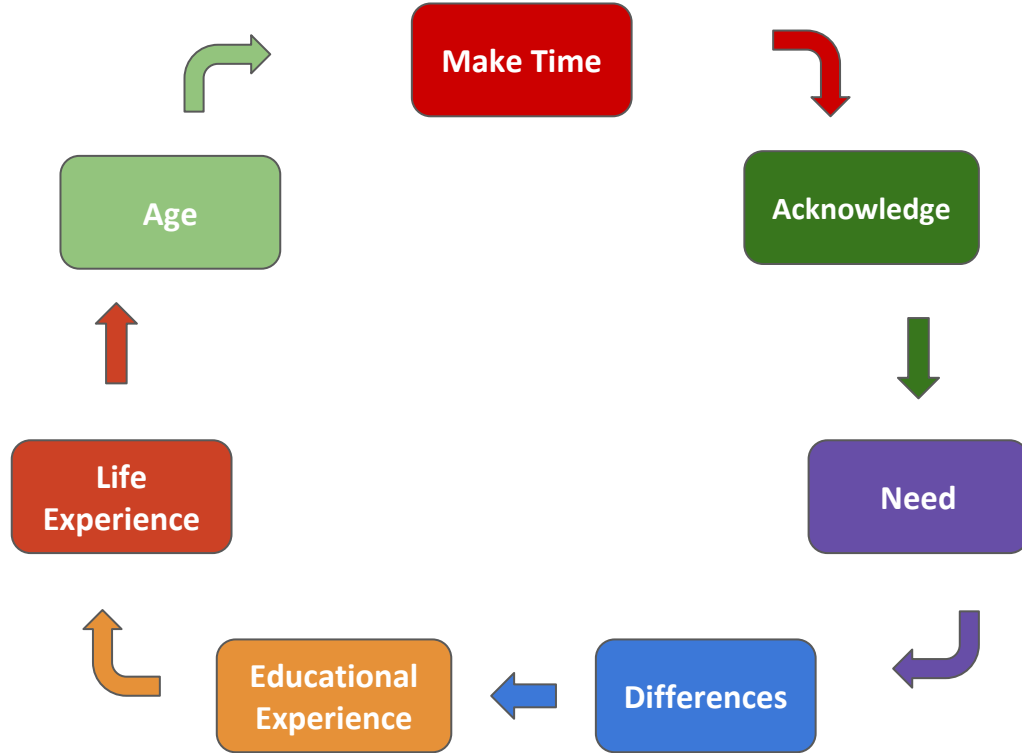 Make Time
Acknowledge
Need
Differences
Educational
Experience
Life
Experience
Age